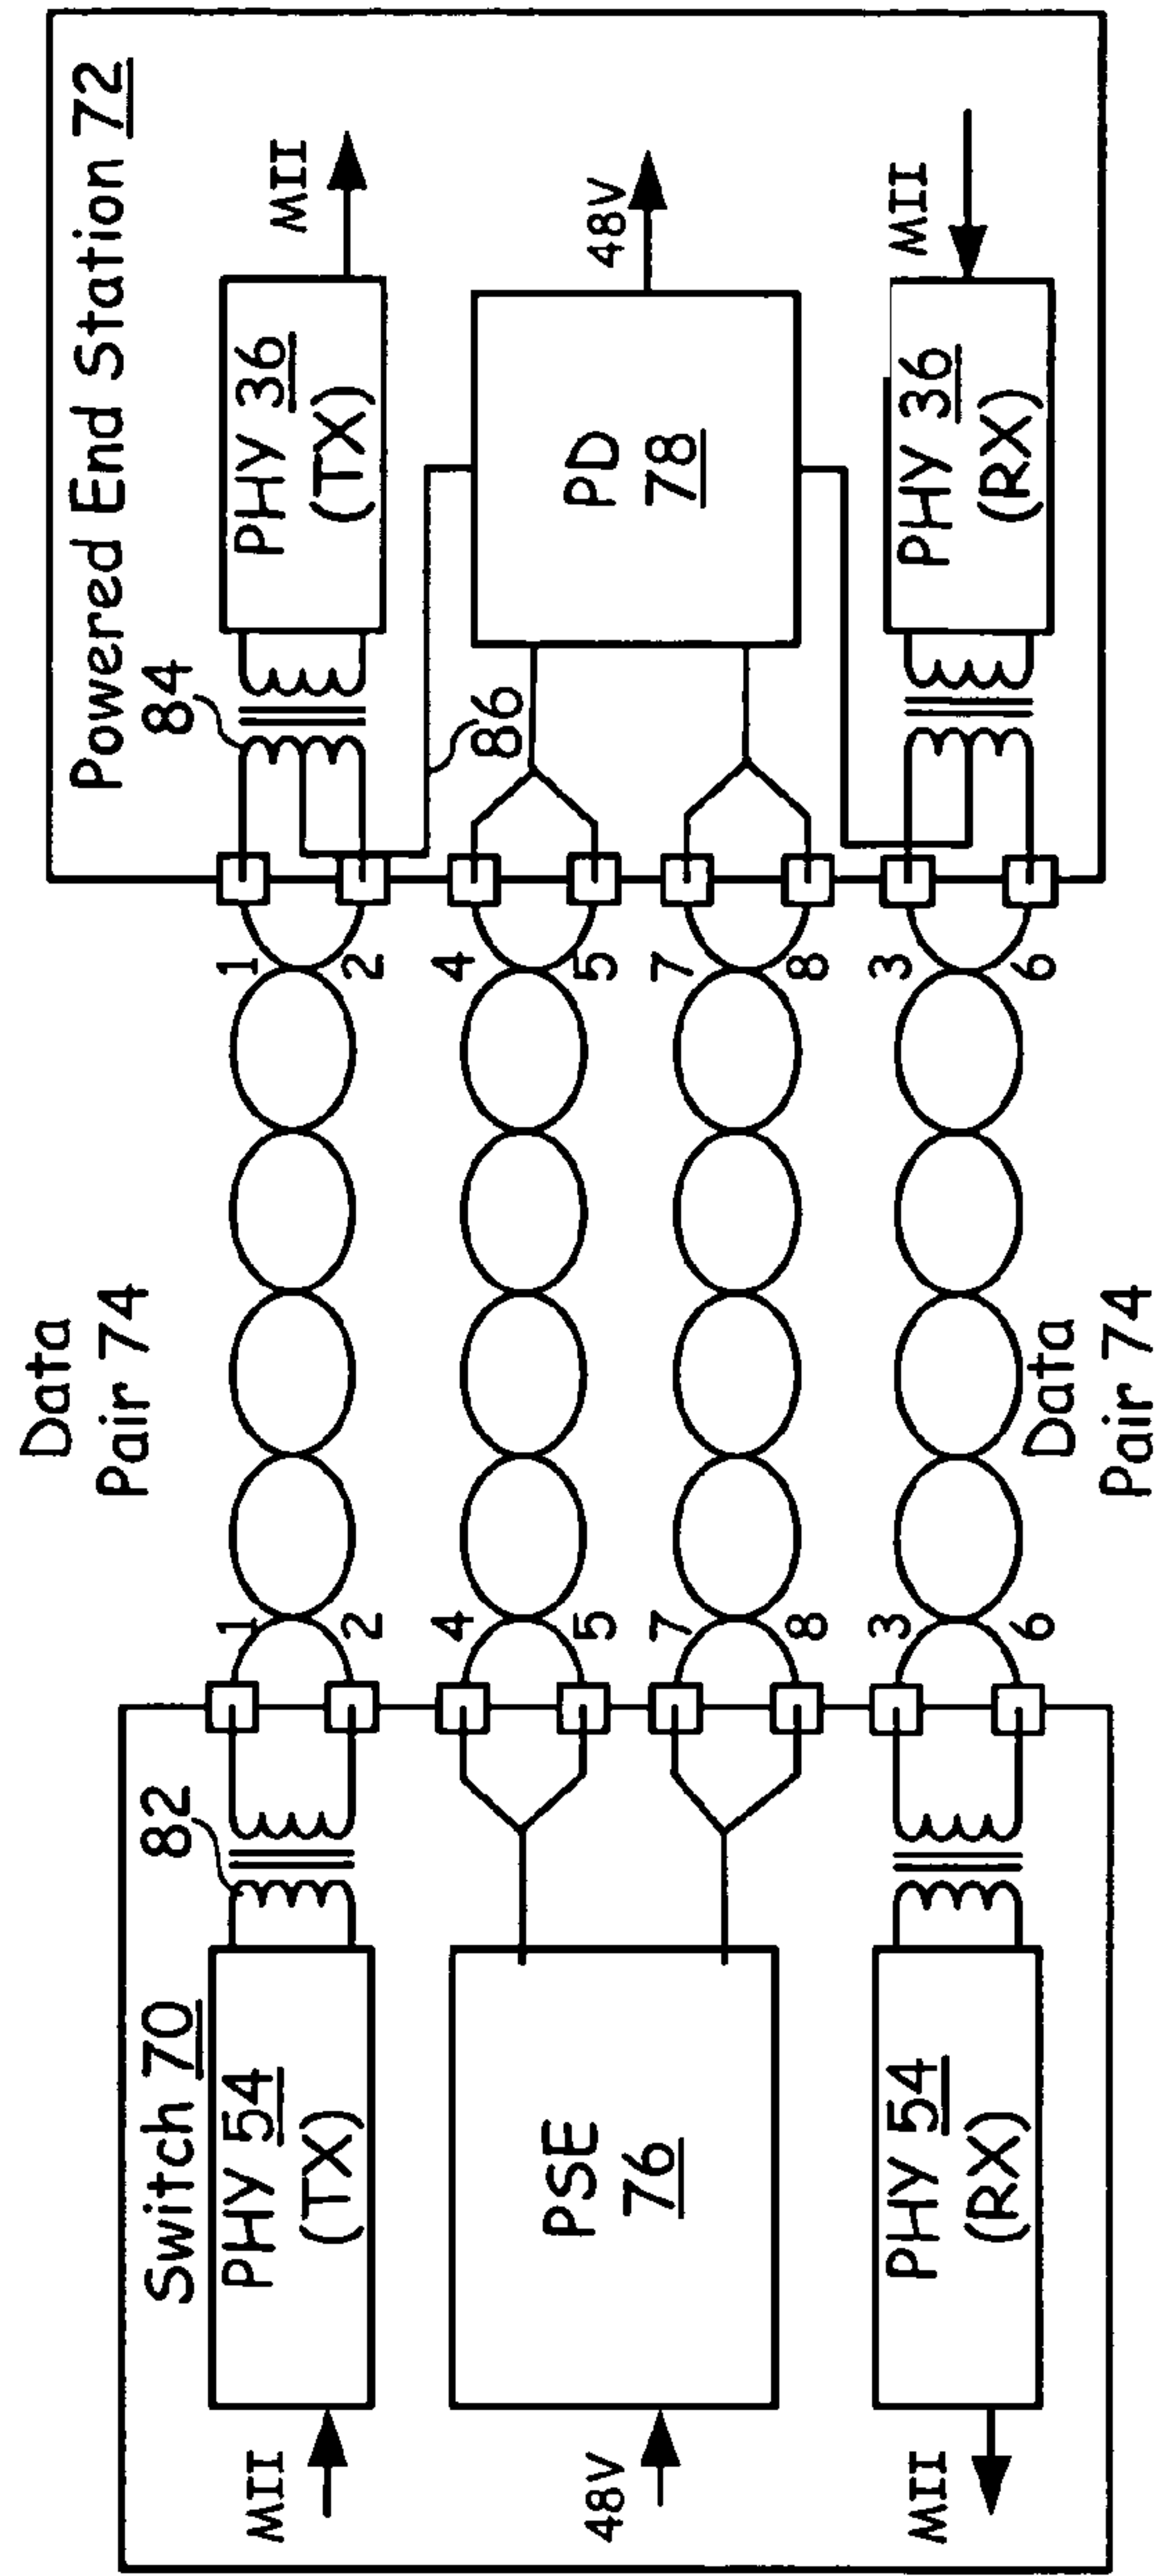 Data
Pair 74
Switch 70
PHY 54
(TX)
MII
82
1
2
1
2
Powered End Station 72
84
PHY 36
(TX)
MII
48V
PSE
76
4
5
7
8
4
5
7
8
86
PD
78
48V
MII
PHY 54
(RX)
3
6
3
6
PHY 36
(RX)
MII
Data
Pair 74